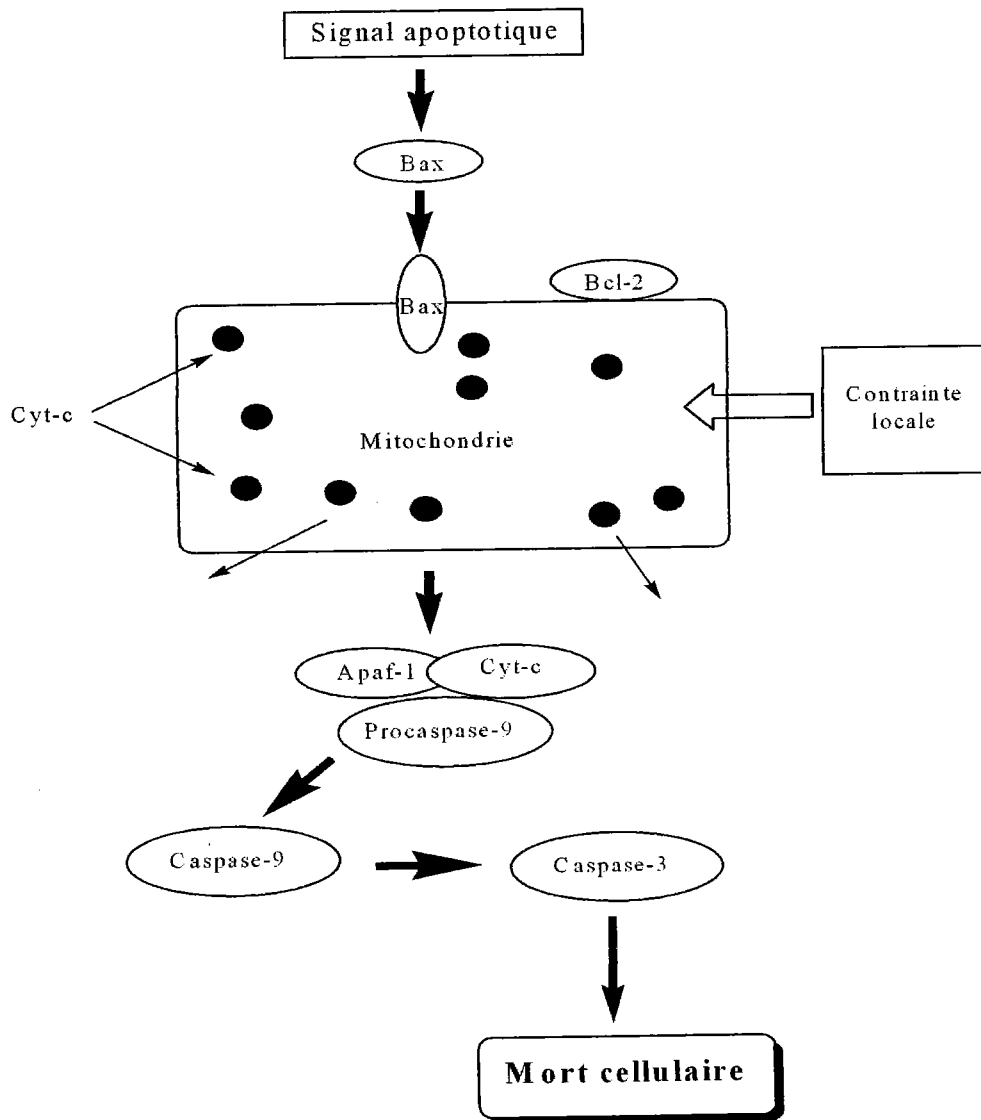 Signal apoptotique
Bax
Bax
Bcl-2
Cyt-c
Mitochondrie
Contrainte
locale
Apaf-1
Cyt-c
Procaspase-9
Caspase-9
Caspase-3
Mort cellulaire